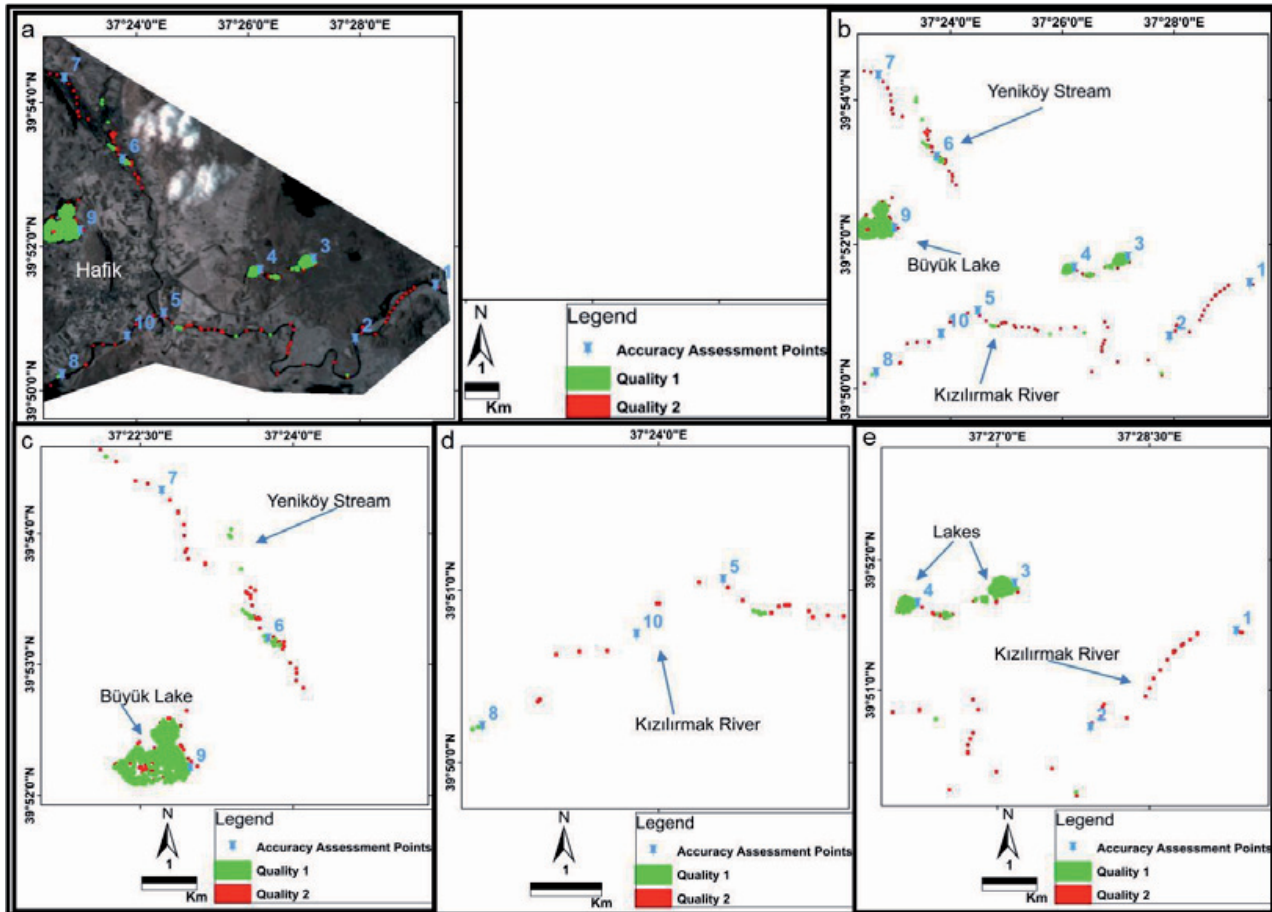 a
37°24'0"E 37°26'0"E 37°28'0"E
39°54'0"N
39°52'0"N
39°50'0"N
7
6
9
Hafik
4
3
1
5
2
10
8
N
1
Km
Legend
Accuracy Assessment Points
Quality 1
Quality 2
b
37°24'0"E 37°26'0"E 37°28'0"E
39°54'0"N
39°52'0"N
39°50'0"N
7
Yeniköy Stream
6
9
Büyük Lake
4
3
1
5
2
10
8
Kızılırmak River
c
37°22'30"E 37°24'0"E
39°54'0"N
39°53'0"N
39°52'0"N
7
Yeniköy Stream
6
Büyük Lake
9
N
1
Km
Legend
Accuracy Assessment Points
Quality 1
Quality 2
d
37°24'0"E
39°51'0"N
39°50'0"N
5
10
8
Kızılırmak River
N
1
Km
Legend
Accuracy Assessment Points
Quality 1
Quality 2
e
37°27'0"E 37°28'30"E
39°52'0"N
39°51'0"N
Lakes
3
4
1
Kızılırmak River
2
N
1
Km
Legend
Accuracy Assessment Points
Quality 1
Quality 2